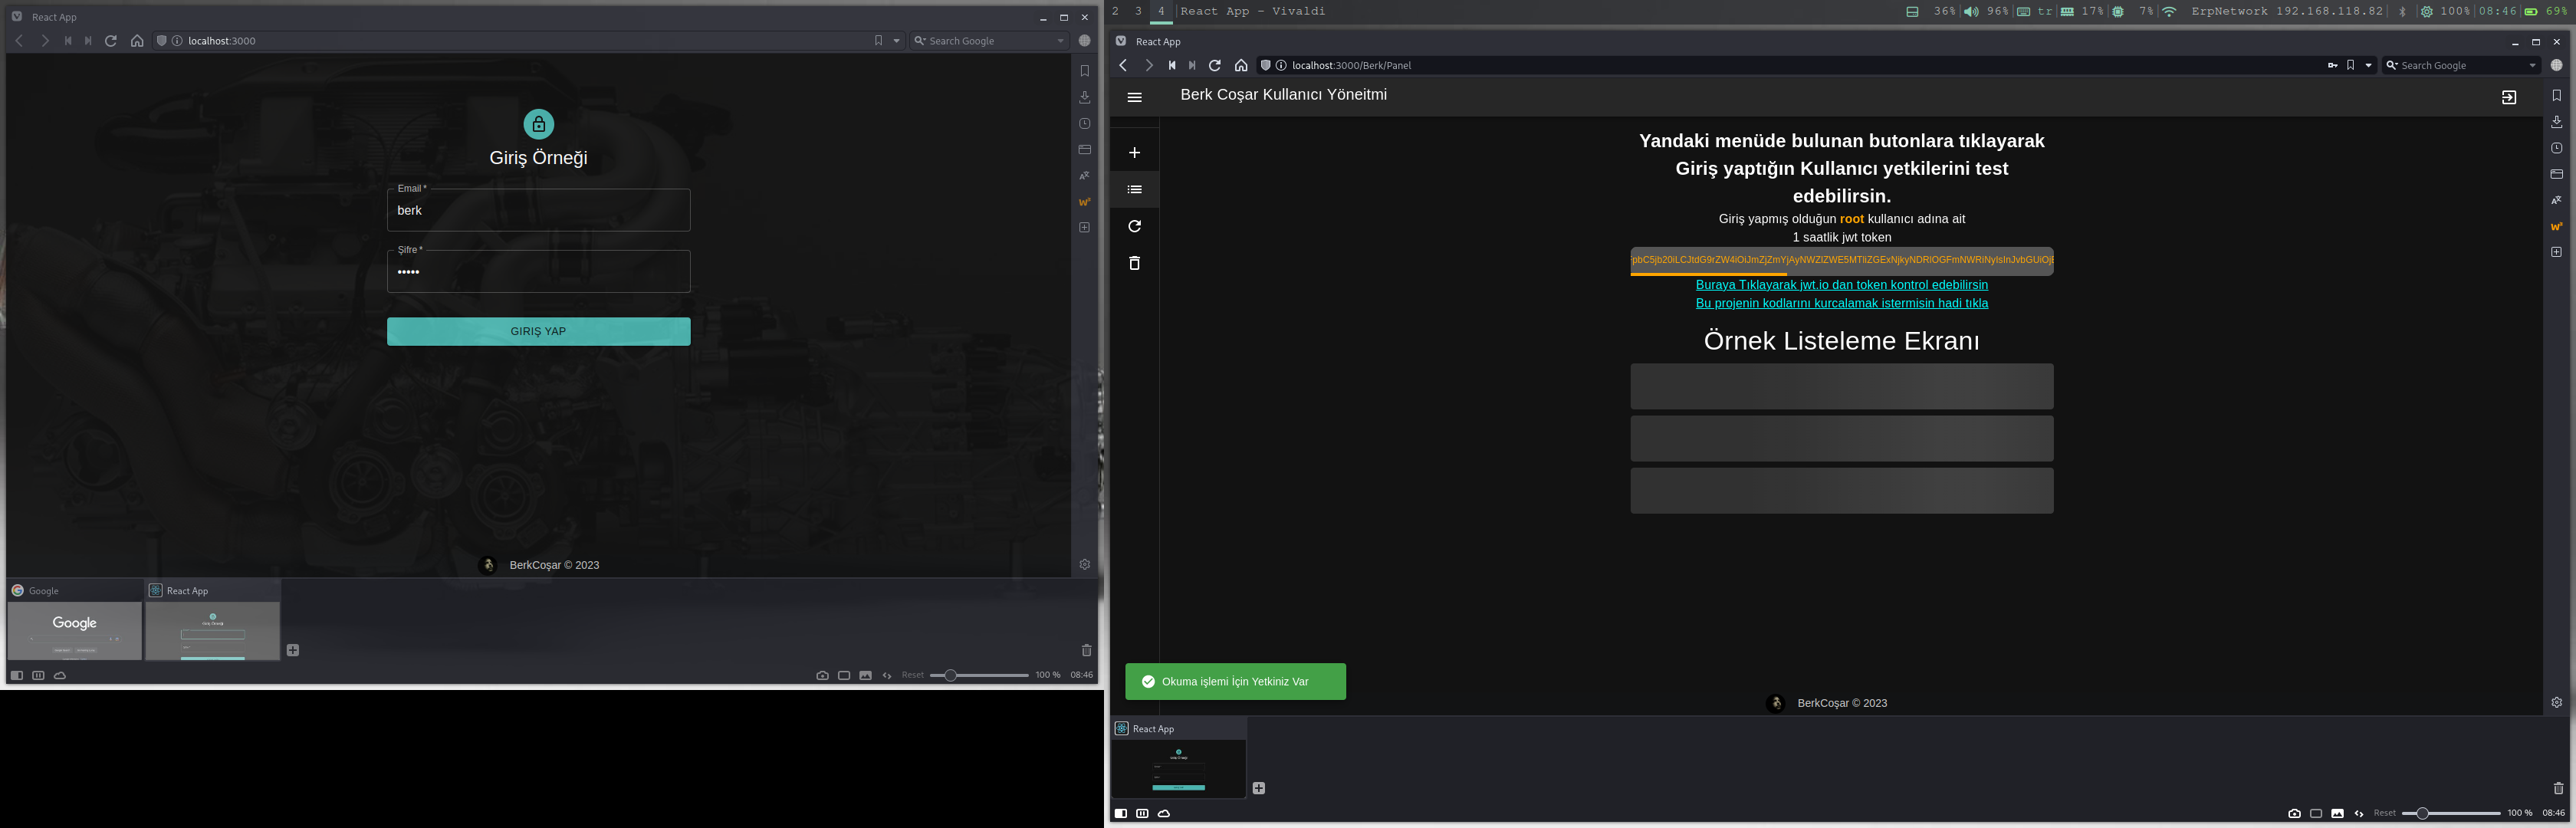 React App
localhost:3000
Search Google
Giriş Örneği
Email *
berk
Şifre *
•••••
GIRIŞ YAP
BerkCoşar © 2023
Google
React App
Google
Reset
100 %
08:46
2 3 4 React App - Vivaldi
36% 96% tr 17% 7% ErpNetwork 192.168.118.82 100% 08:46 69%
React App
localhost:3000/Berk/Panel
Search Google
Berk Coşar Kullanıcı Yöneitmi
Yandaki menüde bulunan butonlara tıklayarak
Giriş yaptığın Kullanıcı yetkilerini test
edebilirsin.
Giriş yapmış olduğun root kullanıcı adına ait
1 saatlik jwt token
Buraya Tıklayarak jwt.io dan token kontrol edebilirsin
Bu projenin kodlarını kurcalamak istermisin hadi tıkla
Örnek Listeleme Ekranı
Okuma işlemi İçin Yetkiniz Var
BerkCoşar © 2023
React App
Reset
100 %
08:46